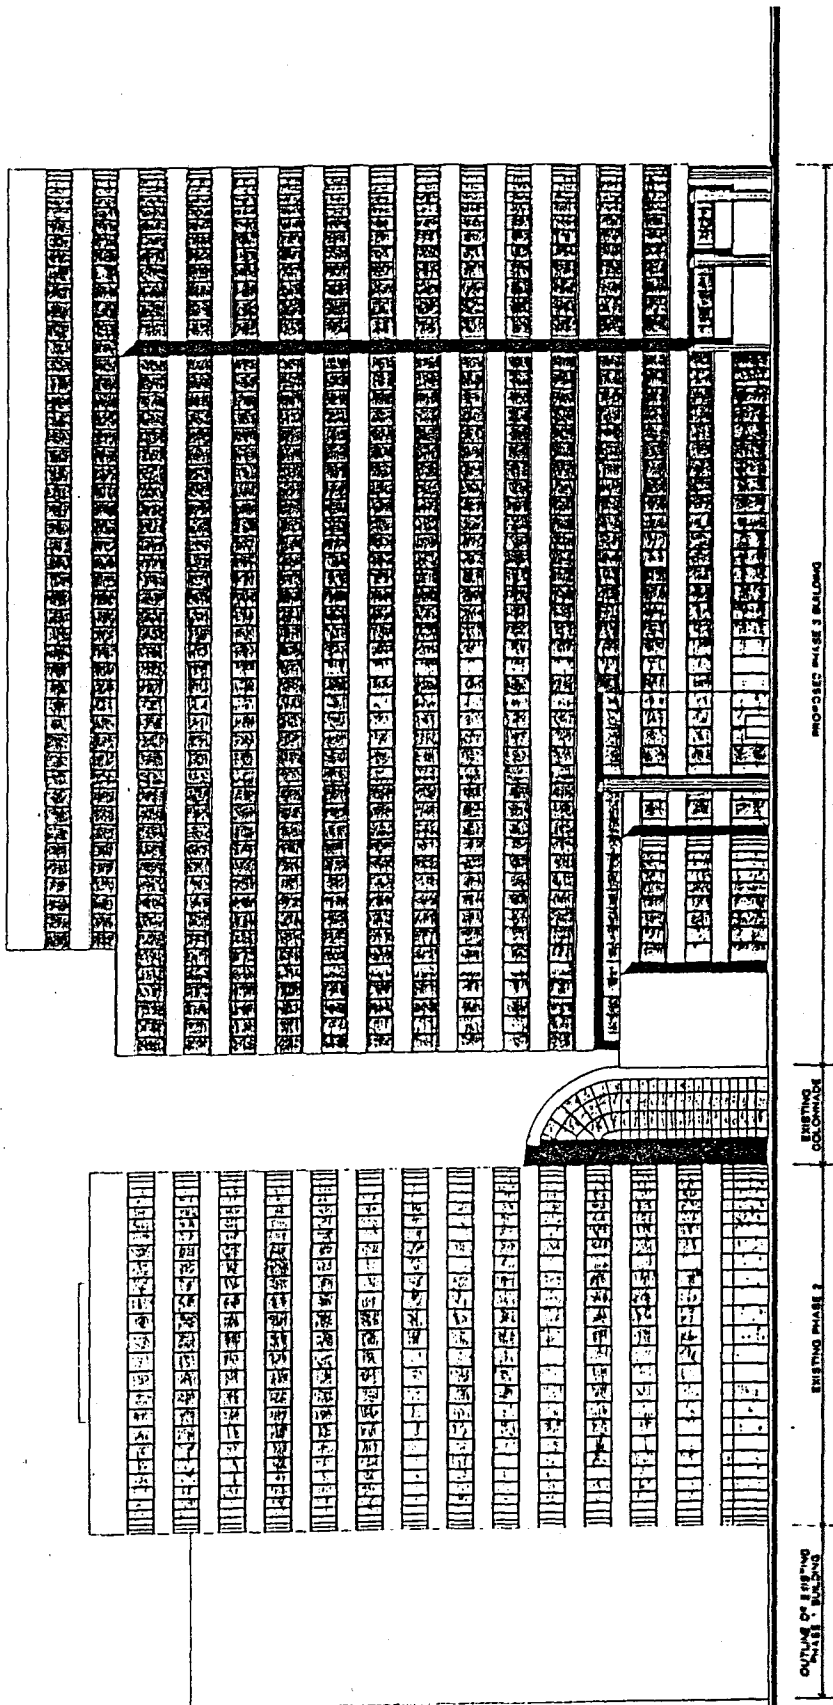 OUTLINE OF EXISTING
PHASE 1 BUILDING
EXISTING PHASE 2
EXISTING
COLONNADE
PROPOSED PHASE 3 BUILDING